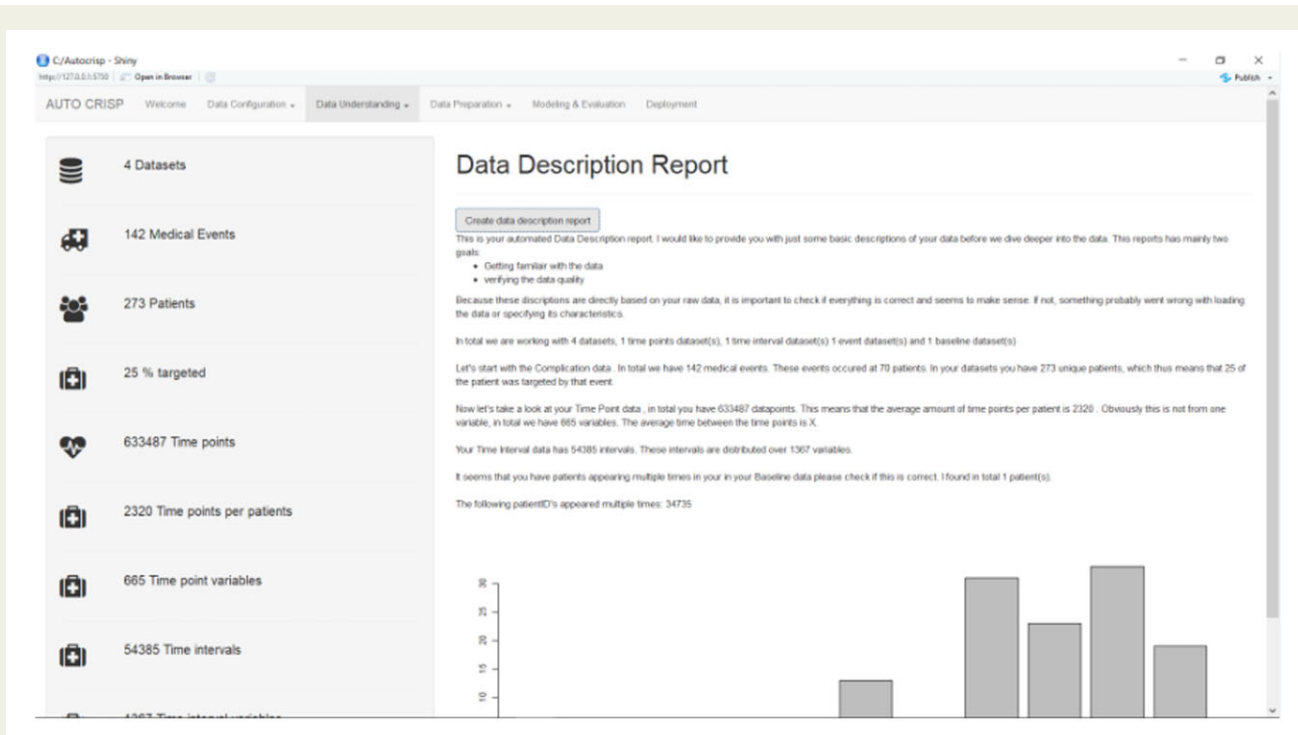 C/Autocrisp - Shiny
http://127.0.0.1:5730 Open in Browser
Publish
AUTO CRISP Welcome Data Configuration Data Understanding Data Preparation Modeling & Evaluation Deployment
4 Datasets
142 Medical Events
273 Patients
25 % targeted
633487 Time points
2320 Time points per patients
665 Time point variables
54385 Time intervals
1367 Time interval variables
Data Description Report
Create data description report
This is your automated Data Description report. I would like to provide you with just some basic descriptions of your data before we dive deeper into the data. This reports has mainly two
goals:
• Getting familair with the data
• verifying the data quality
Because these discriptions are directly based on your raw data, it is important to check if everything is correct and seems to make sense. If not, something probably went wrong with loading
the data or specifying its characteristics.
In total we are working with 4 datasets, 1 time points dataset(s), 1 time interval dataset(s) 1 event dataset(s) and 1 baseline dataset(s)
Let's start with the Complication data . In total we have 142 medical events. These events occured at 70 patients. In your datasets you have 273 unique patients, which thus means that 25 of
the patient was targeted by that event.
Now let's take a look at your Time Point data , in total you have 633487 datapoints. This means that the average amount of time points per patient is 2320 . Obviously this is not from one
variable, in total we have 665 variables. The average time between the time points is X.
Your Time Interval data has 54385 intervals. These intervals are distributed over 1367 variables.
It seems that you have patients appearing multiple times in your in your Baseline data please check if this is correct. I found in total 1 patient(s).
The following patientID's appeared multiple times: 34735
30
25
20
15
10